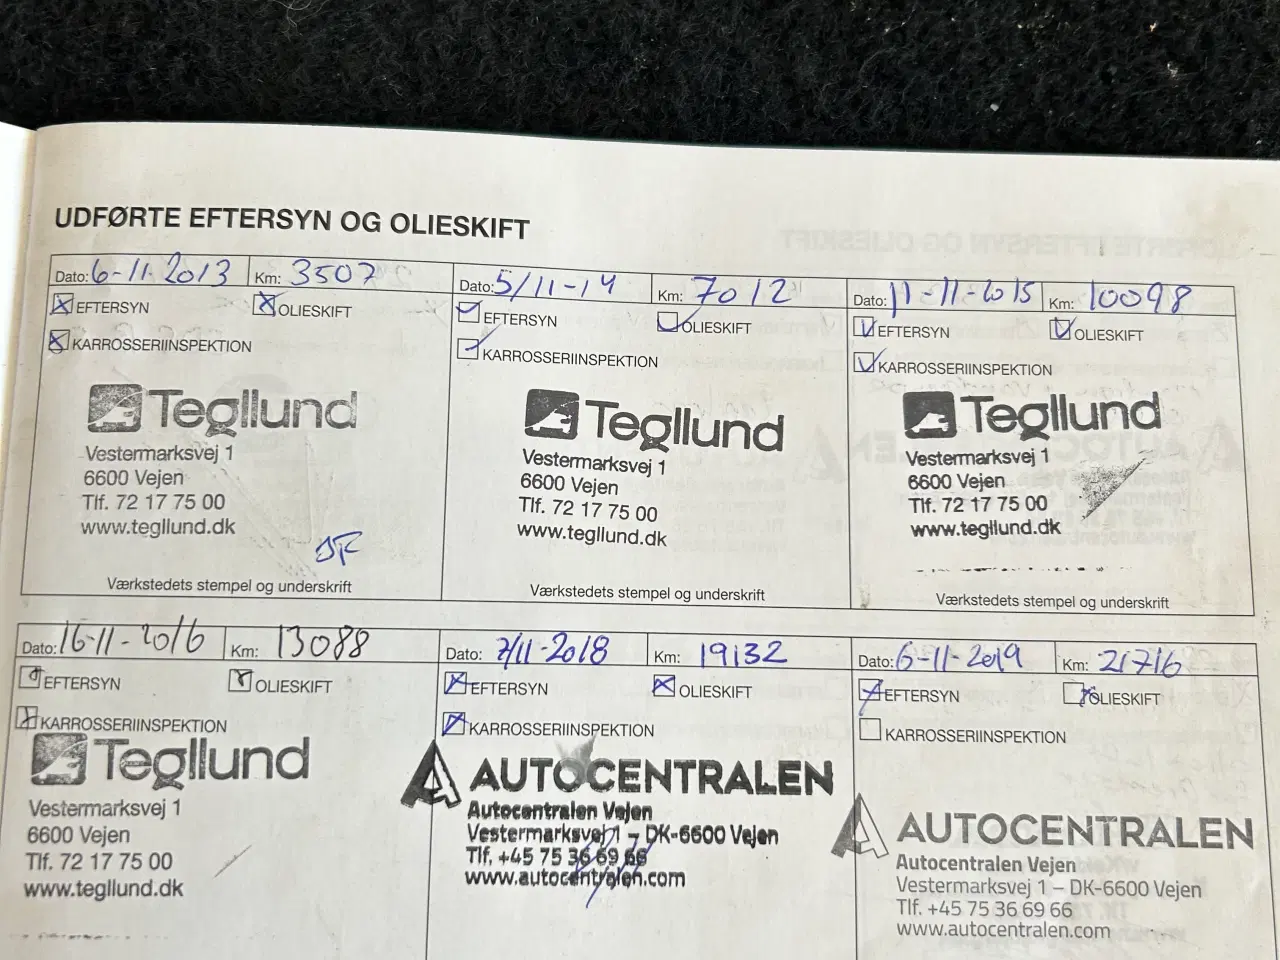 UDFØRTE EFTERSYN OG OLIESKIFT
Dato: 6-11-2013 Km: 3507
EFTERSYN OLIESKIFT
KARROSSERIINSPEKTION
Tegllund
Vestermarksvej 1
6600 Vejen
Tlf. 72 17 75 00
www.tegllund.dk
Værkstedets stempel og underskrift
Dato: 5/11-14 Km: 7012
EFTERSYN OLIESKIFT
KARROSSERIINSPEKTION
Tegllund
Vestermarksvej 1
6600 Vejen
Tlf. 72 17 75 00
www.tegllund.dk
Værkstedets stempel og underskrift
Dato: 11-11-2015 Km: 10098
EFTERSYN OLIESKIFT
KARROSSERIINSPEKTION
Tegllund
Vestermarksvej 1
6600 Vejen
Tlf. 72 17 75 00
www.tegllund.dk
Værkstedets stempel og underskrift
Dato: 16-11-2016 Km: 13088
EFTERSYN OLIESKIFT
KARROSSERIINSPEKTION
Tegllund
Vestermarksvej 1
6600 Vejen
Tlf. 72 17 75 00
www.tegllund.dk
Dato: 7/11-2018 Km: 19132
EFTERSYN OLIESKIFT
KARROSSERIINSPEKTION
AUTOCENTRALEN
Autocentralen Vejen
Vestermarksvej 1 – DK-6600 Vejen
Tlf. +45 75 36 69 66
www.autocentralen.com
Dato: 6-11-2019 Km: 21716
EFTERSYN OLIESKIFT
KARROSSERIINSPEKTION
AUTOCENTRALEN
Autocentralen Vejen
Vestermarksvej 1 – DK-6600 Vejen
Tlf. +45 75 36 69 66
www.autocentralen.com